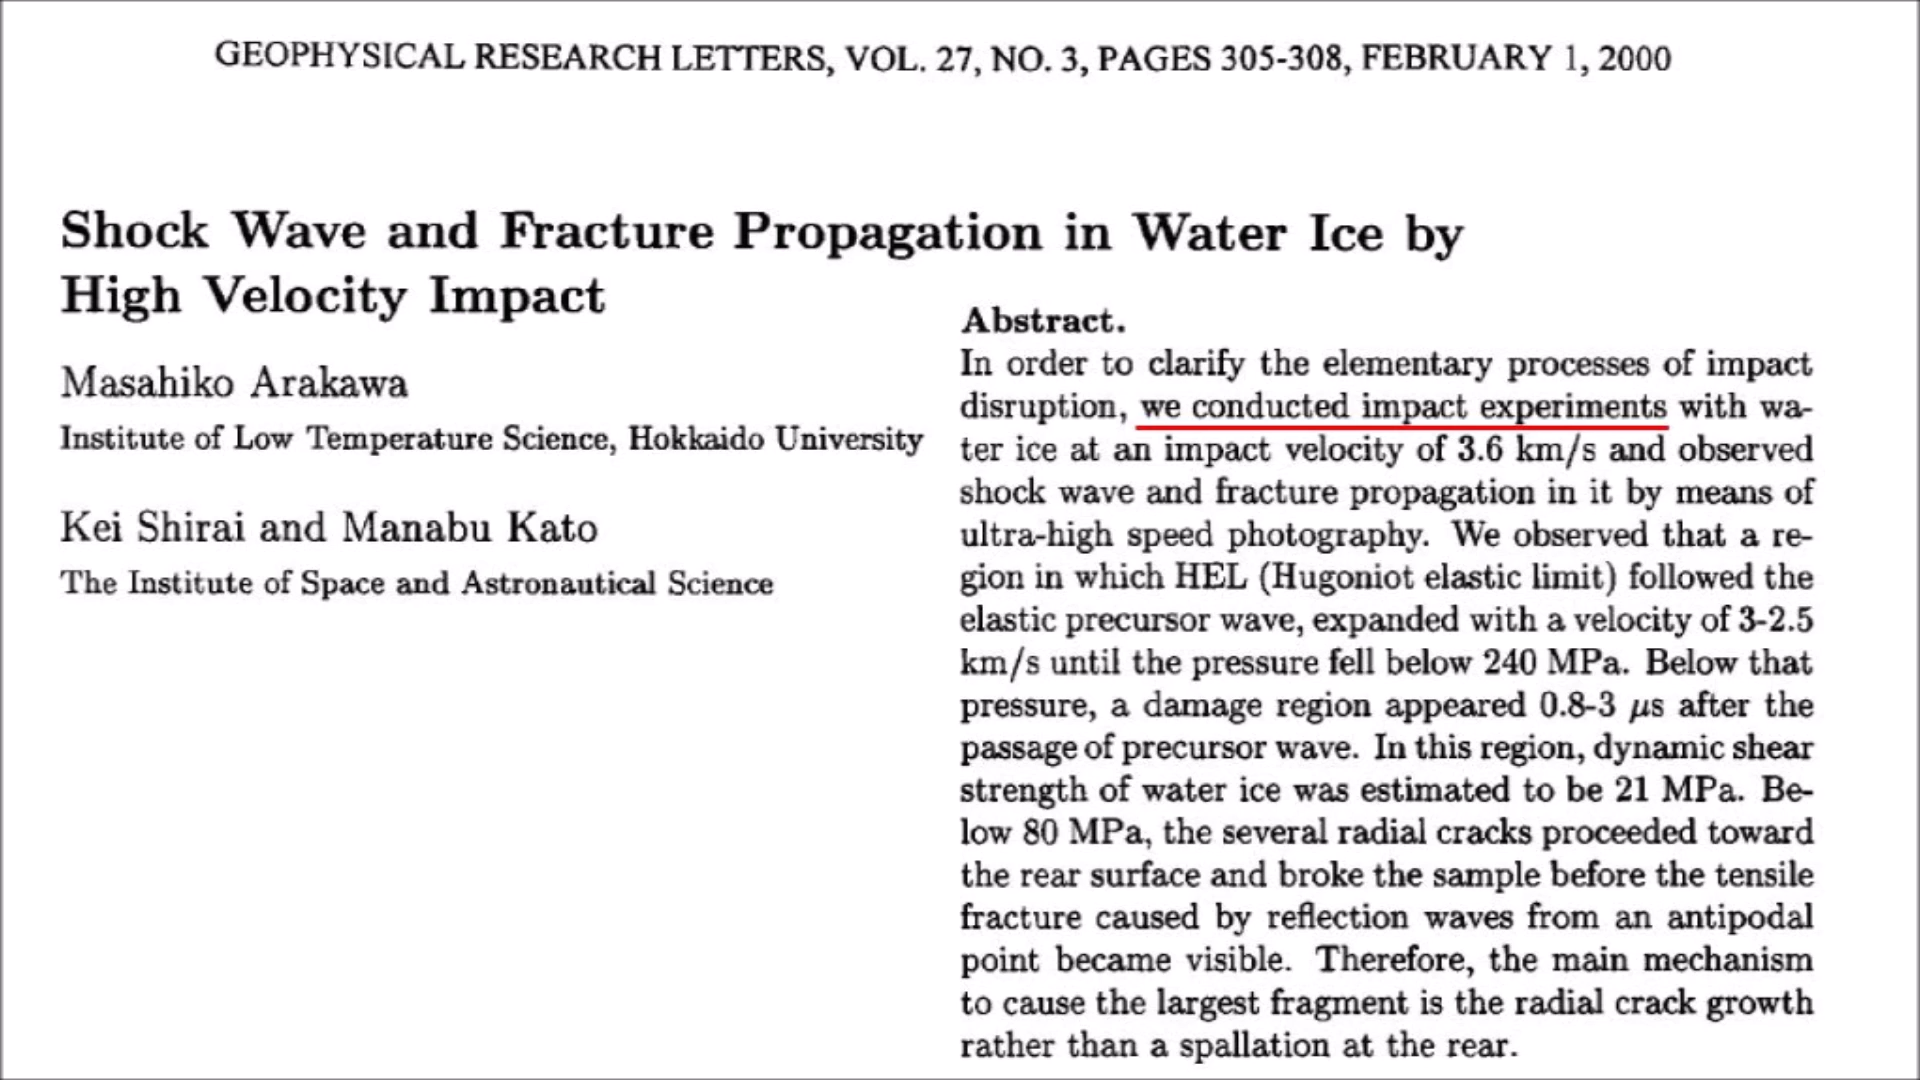 GEOPHYSICAL RESEARCH LETTERS, VOL. 27, NO. 3, PAGES 305-308, FEBRUARY 1, 2000
Shock Wave and Fracture Propagation in Water Ice by
High Velocity Impact
Masahiko Arakawa
Institute of Low Temperature Science, Hokkaido University
Kei Shirai and Manabu Kato
The Institute of Space and Astronautical Science
Abstract.
In order to clarify the elementary processes of impact
disruption, we conducted impact experiments with wa-
ter ice at an impact velocity of 3.6 km/s and observed
shock wave and fracture propagation in it by means of
ultra-high speed photography. We observed that a re-
gion in which HEL (Hugoniot elastic limit) followed the
elastic precursor wave, expanded with a velocity of 3-2.5
km/s until the pressure fell below 240 MPa. Below that
pressure, a damage region appeared 0.8-3 μs after the
passage of precursor wave. In this region, dynamic shear
strength of water ice was estimated to be 21 MPa. Be-
low 80 MPa, the several radial cracks proceeded toward
the rear surface and broke the sample before the tensile
fracture caused by reflection waves from an antipodal
point became visible. Therefore, the main mechanism
to cause the largest fragment is the radial crack growth
rather than a spallation at the rear.